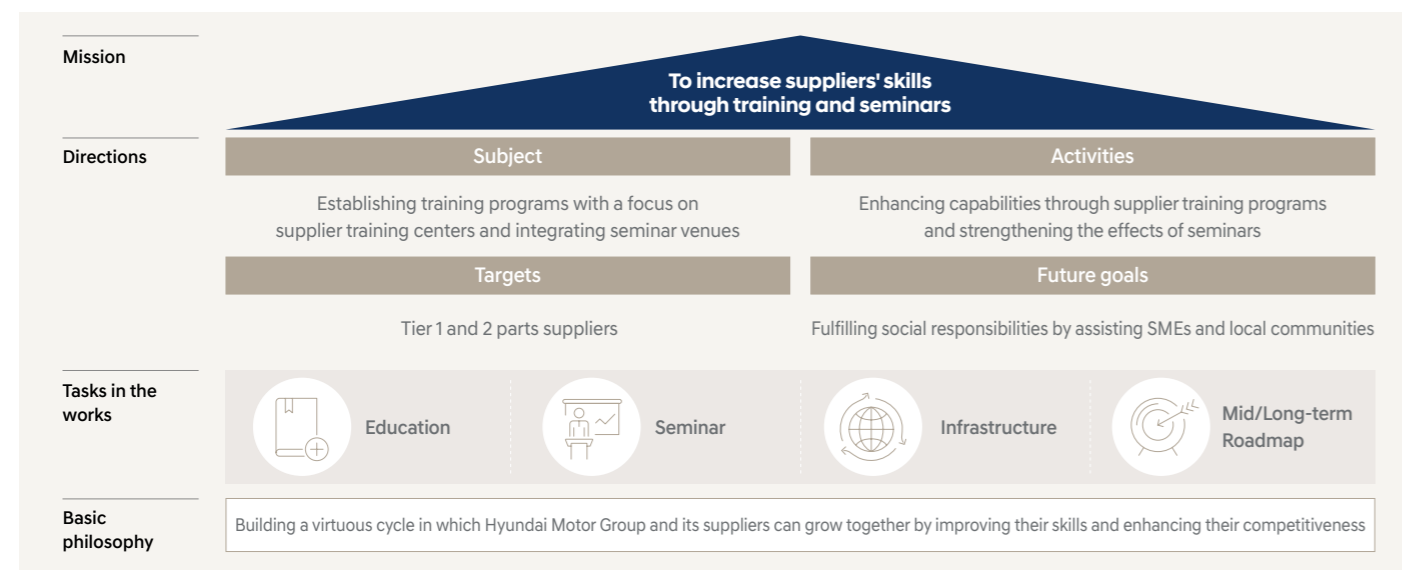 Mission
To increase suppliers' skills
through training and seminars
Directions
Subject
Activities
Establishing training programs with a focus on
supplier training centers and integrating seminar venues
Enhancing capabilities through supplier training programs
and strengthening the effects of seminars
Targets
Future goals
Tier 1 and 2 parts suppliers
Fulfilling social responsibilities by assisting SMEs and local communities
Tasks in the
works
Education
Seminar
Infrastructure
Mid/Long-term
Roadmap
Basic
philosophy
Building a virtuous cycle in which Hyundai Motor Group and its suppliers can grow together by improving their skills and enhancing their competitiveness